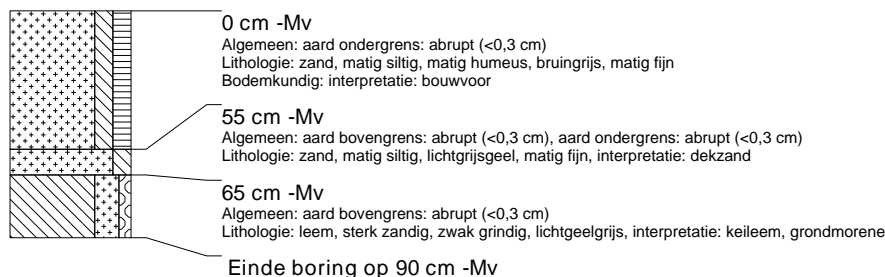 0 cm -Mv
Algemeen: aard ondergrens: abrupt (<0,3 cm)
Lithologie: zand, matig siltig, matig humeus, bruingrijs, matig fijn
Bodemkundig: interpretatie: bouwvoor
55 cm -Mv
Algemeen: aard bovengrens: abrupt (<0,3 cm), aard ondergrens: abrupt (<0,3 cm)
Lithologie: zand, matig siltig, lichtgrijsgeel, matig fijn, interpretatie: dekzand
65 cm -Mv
Algemeen: aard bovengrens: abrupt (<0,3 cm)
Lithologie: leem, sterk zandig, zwak grindig, lichtgeelgrijs, interpretatie: keileem, grondmorene
Einde boring op 90 cm -Mv